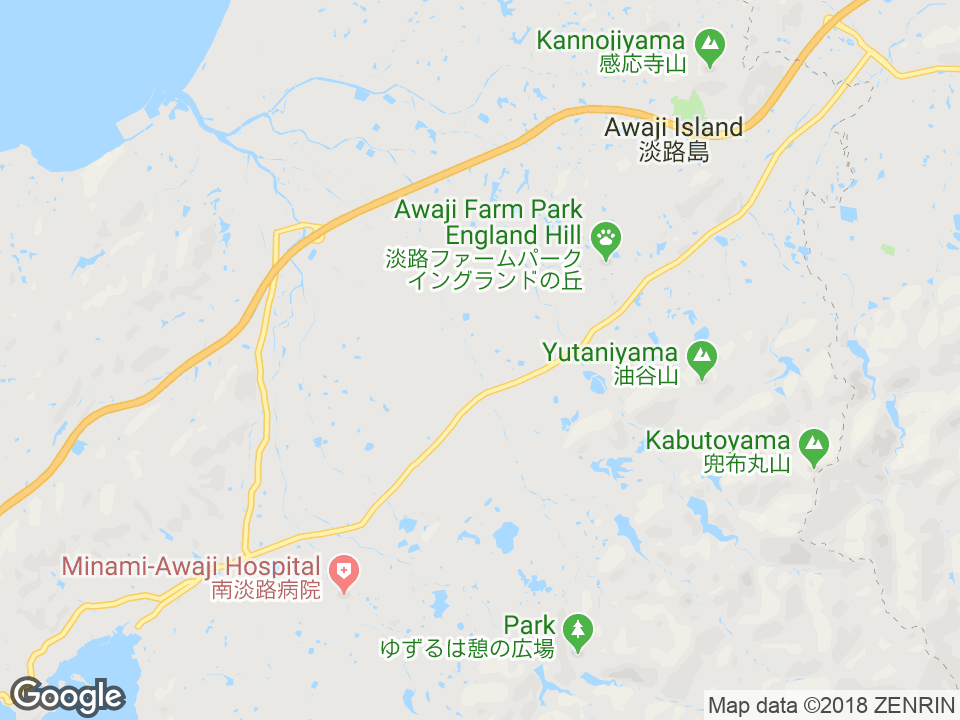 Kannojiyama
感応寺山
Awaji Island
淡路島
Awaji Farm Park
England Hill
淡路ファームパーク
イングランドの丘
Yutaniyama
油谷山
Kabutoyama
兜布丸山
Minami-Awaji Hospital
南淡路病院
Park
ゆずるは憩の広場
Google
Map data ©2018 ZENRIN